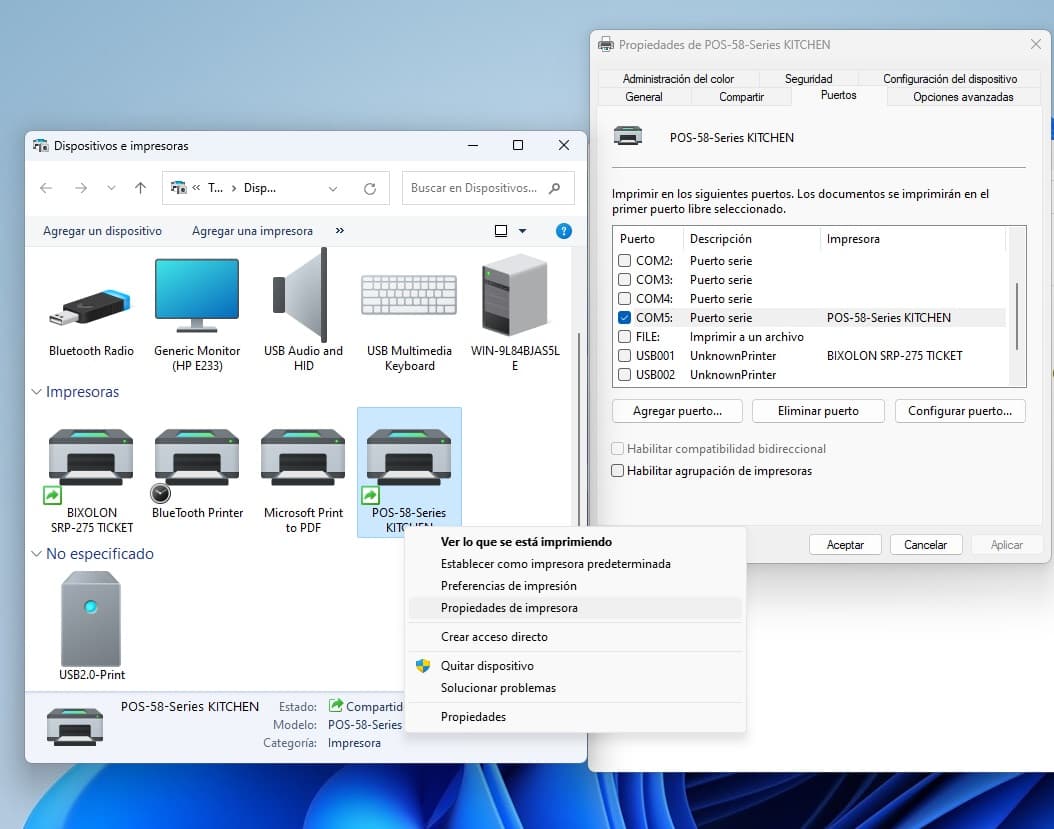 Dispositivos e impresoras
« T... › Disp...
Buscar en Dispositivos...
Agregar un dispositivo
Agregar una impresora
»
?
Bluetooth Radio
Generic Monitor
(HP E233)
USB Audio and
HID
USB Multimedia
Keyboard
WIN-9L84BJAS5L
E
Impresoras
BIXOLON
SRP-275 TICKET
BlueTooth Printer
Microsoft Print
to PDF
POS-58-Series
KITCHEN
No especificado
USB2.0-Print
POS-58-Series KITCHEN
Estado: Compartid
Modelo: POS-58-Series
Categoría: Impresora
Ver lo que se está imprimiendo
Establecer como impresora predeterminada
Preferencias de impresión
Propiedades de impresora
Crear acceso directo
Quitar dispositivo
Solucionar problemas
Propiedades
Propiedades de POS-58-Series KITCHEN
Administración del color
Seguridad
Configuración del dispositivo
General
Compartir
Puertos
Opciones avanzadas
POS-58-Series KITCHEN
Imprimir en los siguientes puertos. Los documentos se imprimirán en el
primer puerto libre seleccionado.
Puerto Descripción Impresora
COM2: Puerto serie
COM3: Puerto serie
COM4: Puerto serie
COM5: Puerto serie POS-58-Series KITCHEN
FILE: Imprimir a un archivo
USB001 UnknownPrinter BIXOLON SRP-275 TICKET
USB002 UnknownPrinter
Agregar puerto...
Eliminar puerto
Configurar puerto...
Habilitar compatibilidad bidireccional
Habilitar agrupación de impresoras
Aceptar
Cancelar
Aplicar